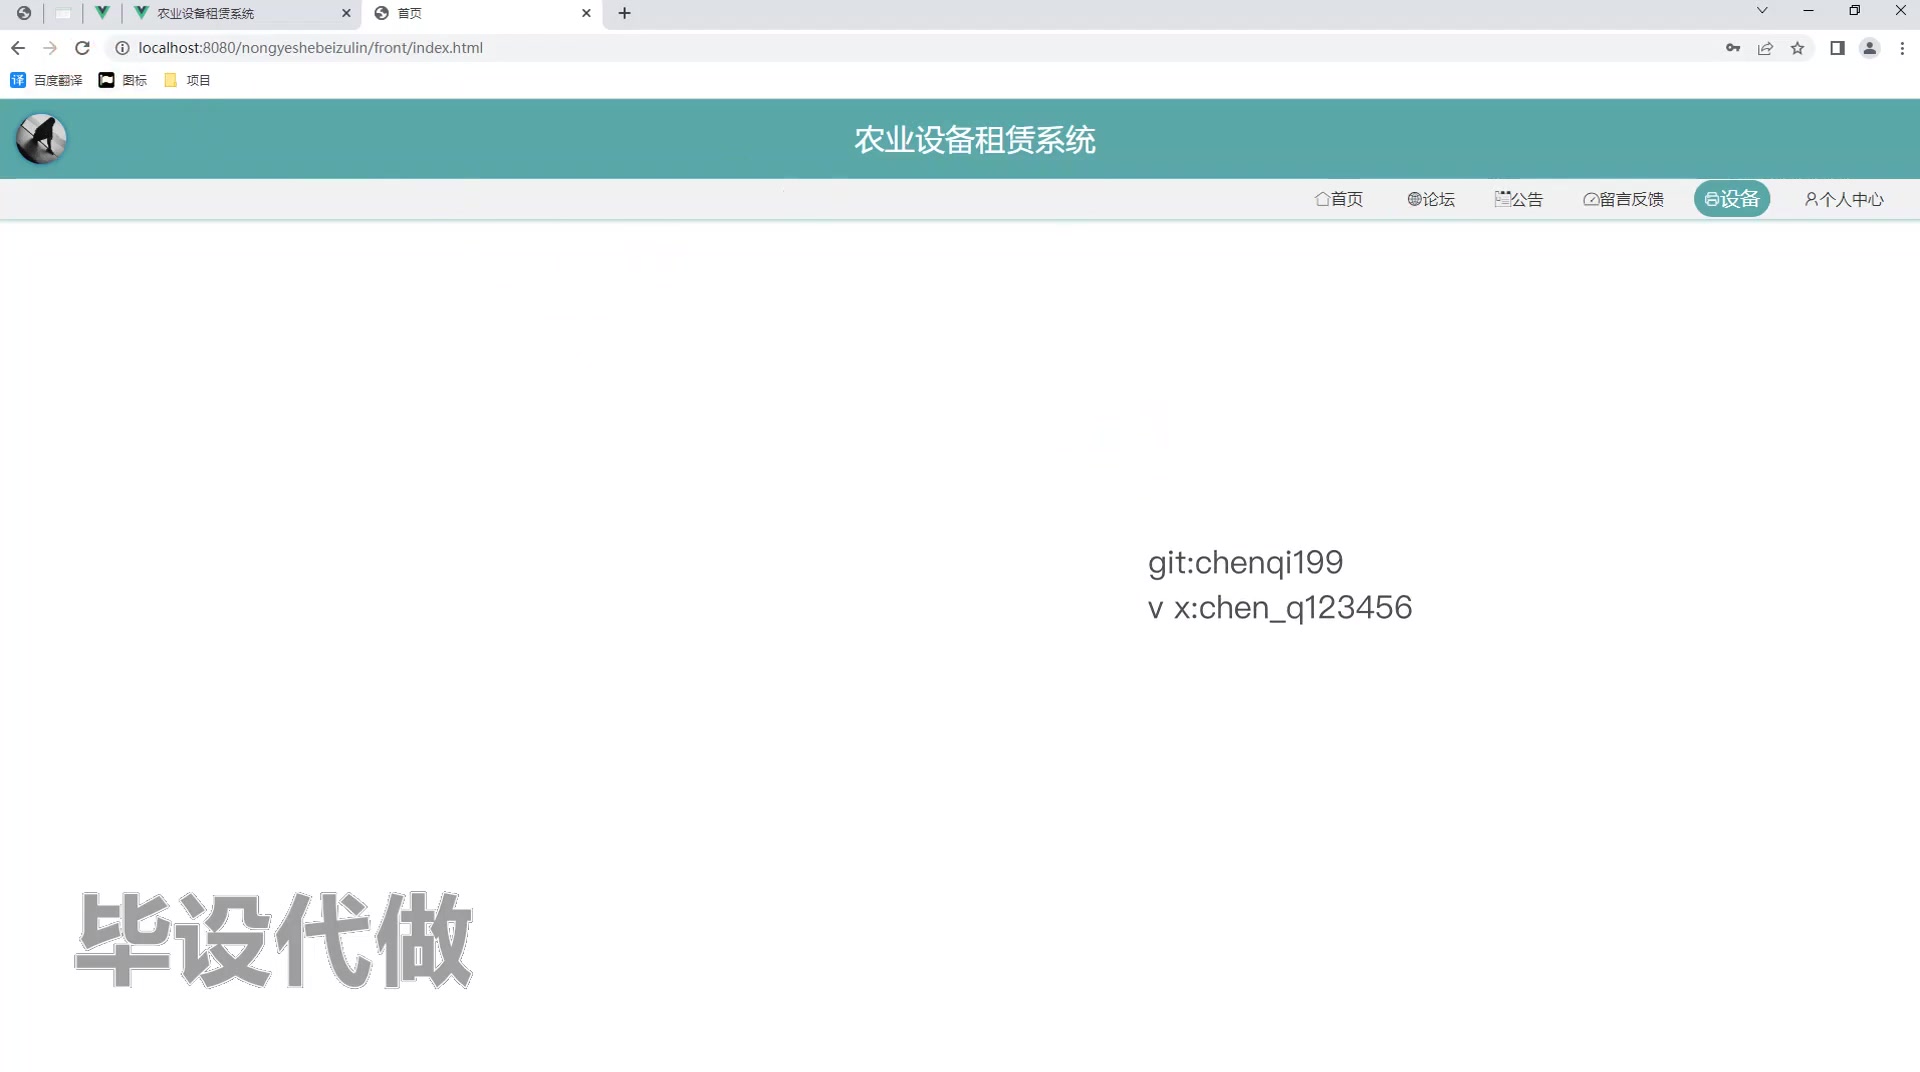 农业设备租赁系统
首页
localhost:8080/nongyeshebeizulin/front/index.html
百度翻译
图标
项目
农业设备租赁系统
首页
论坛
公告
留言反馈
设备
个人中心
git:chenqi199
v x:chen_q123456
毕设代做